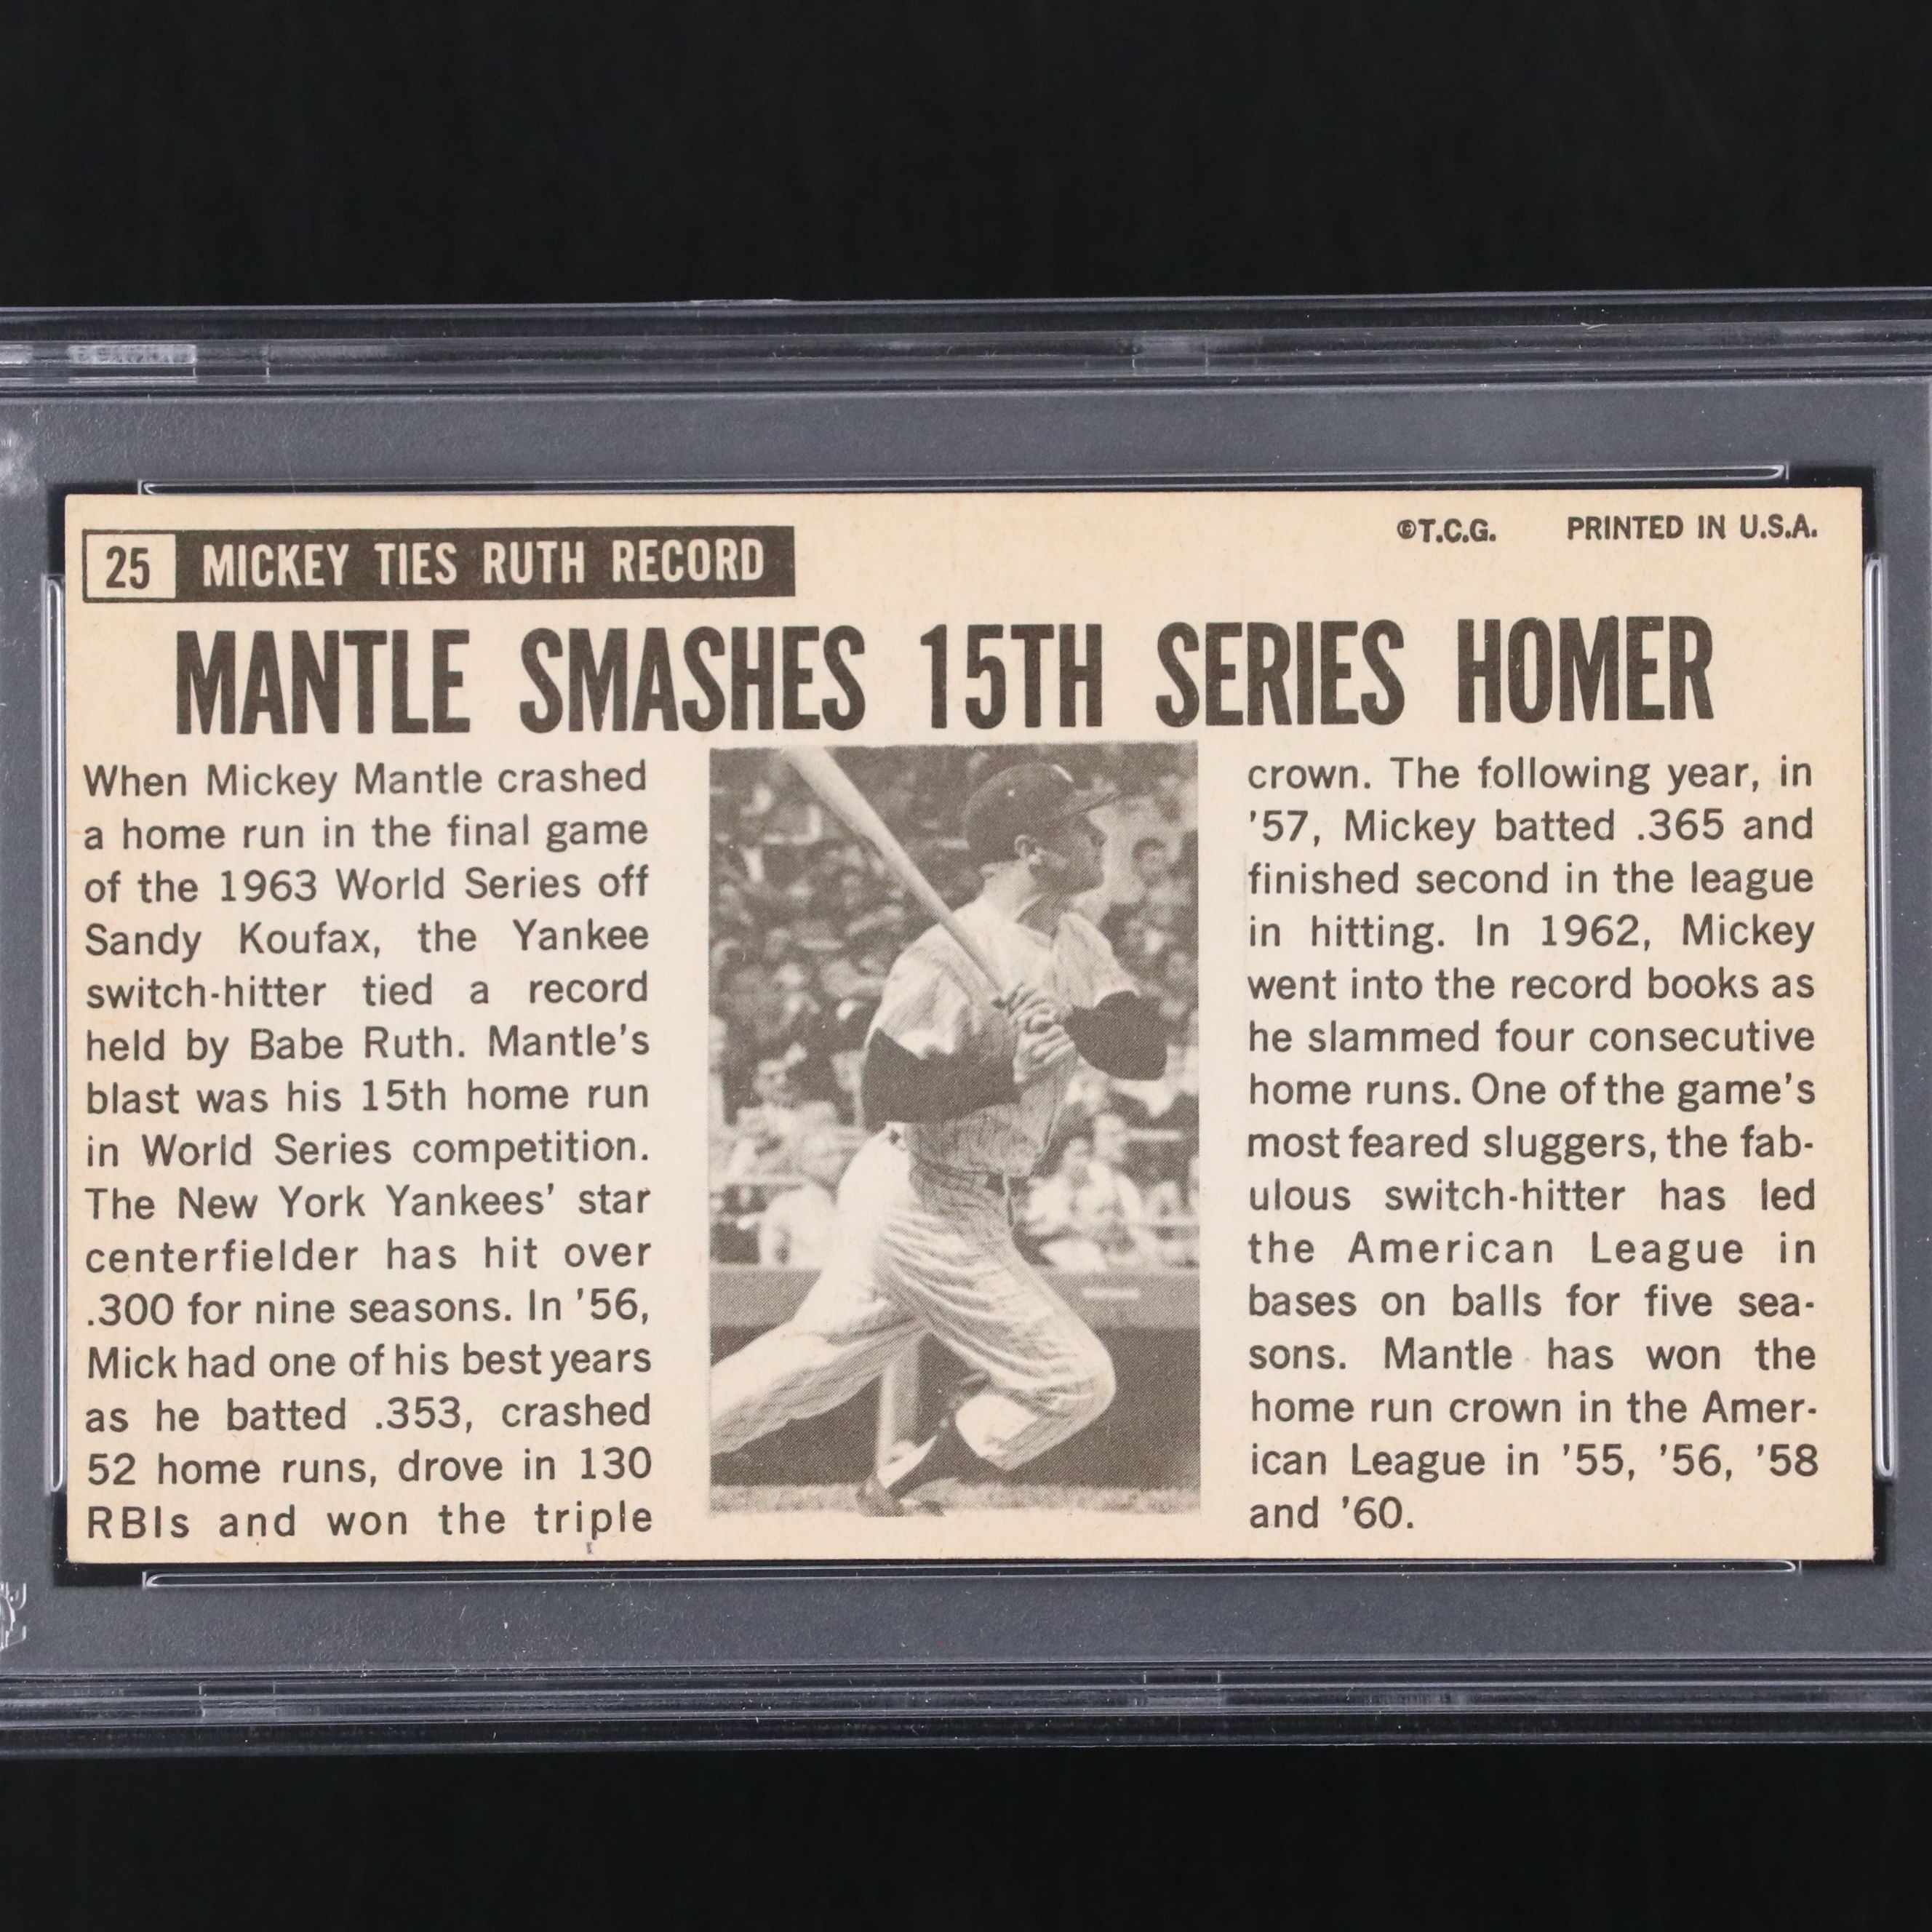 25 MICKEY TIES RUTH RECORD
©T.C.G. PRINTED IN U.S.A.
MANTLE SMASHES 15TH SERIES HOMER
When Mickey Mantle crashed
a home run in the final game
of the 1963 World Series off
Sandy Koufax, the Yankee
switch-hitter tied a record
held by Babe Ruth. Mantle's
blast was his 15th home run
in World Series competition.
The New York Yankees' star
centerfielder has hit over
.300 for nine seasons. In '56,
Mick had one of his best years
as he batted .353, crashed
52 home runs, drove in 130
RBIs and won the triple
crown. The following year, in
'57, Mickey batted .365 and
finished second in the league
in hitting. In 1962, Mickey
went into the record books as
he slammed four consecutive
home runs. One of the game's
most feared sluggers, the fab-
ulous switch-hitter has led
the American League in
bases on balls for five sea-
sons. Mantle has won the
home run crown in the Amer-
ican League in '55, '56, '58
and '60.